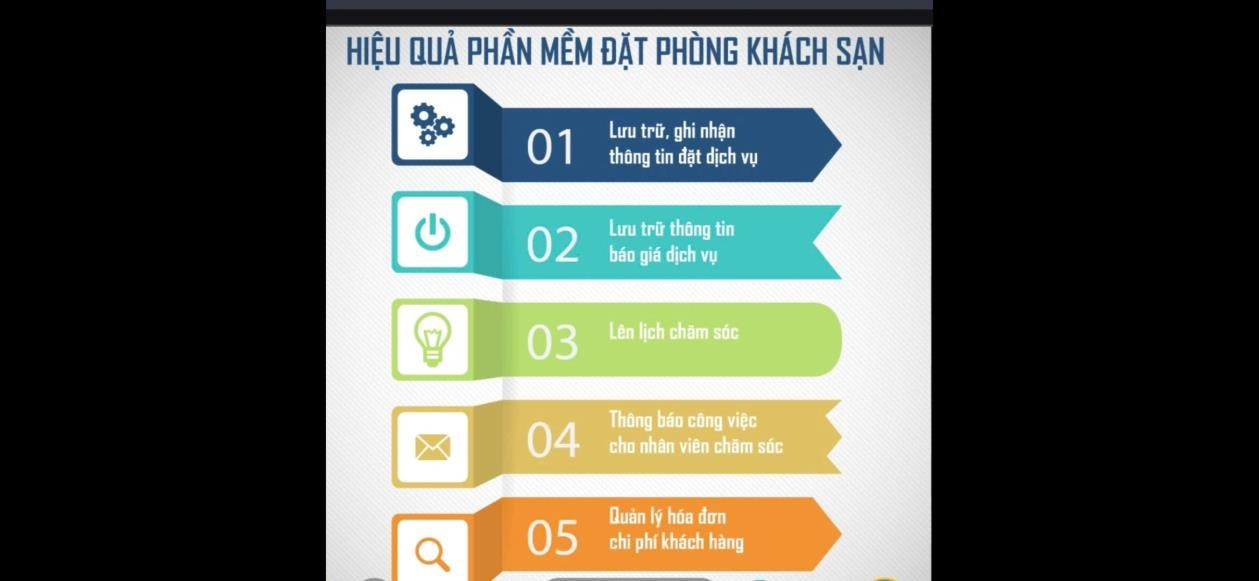 HIỆU QUẢ PHẦN MỀM ĐẶT PHÒNG KHÁCH SẠN
01
Lưu trữ, ghi nhận
thông tin đặt dịch vụ
02
Lưu trữ thông tin
báo giá dịch vụ
03
Lên lịch chăm sóc
04
Thông báo công việc
cho nhân viên chăm sóc
05
Quản lý hóa đơn
chi phí khách hàng